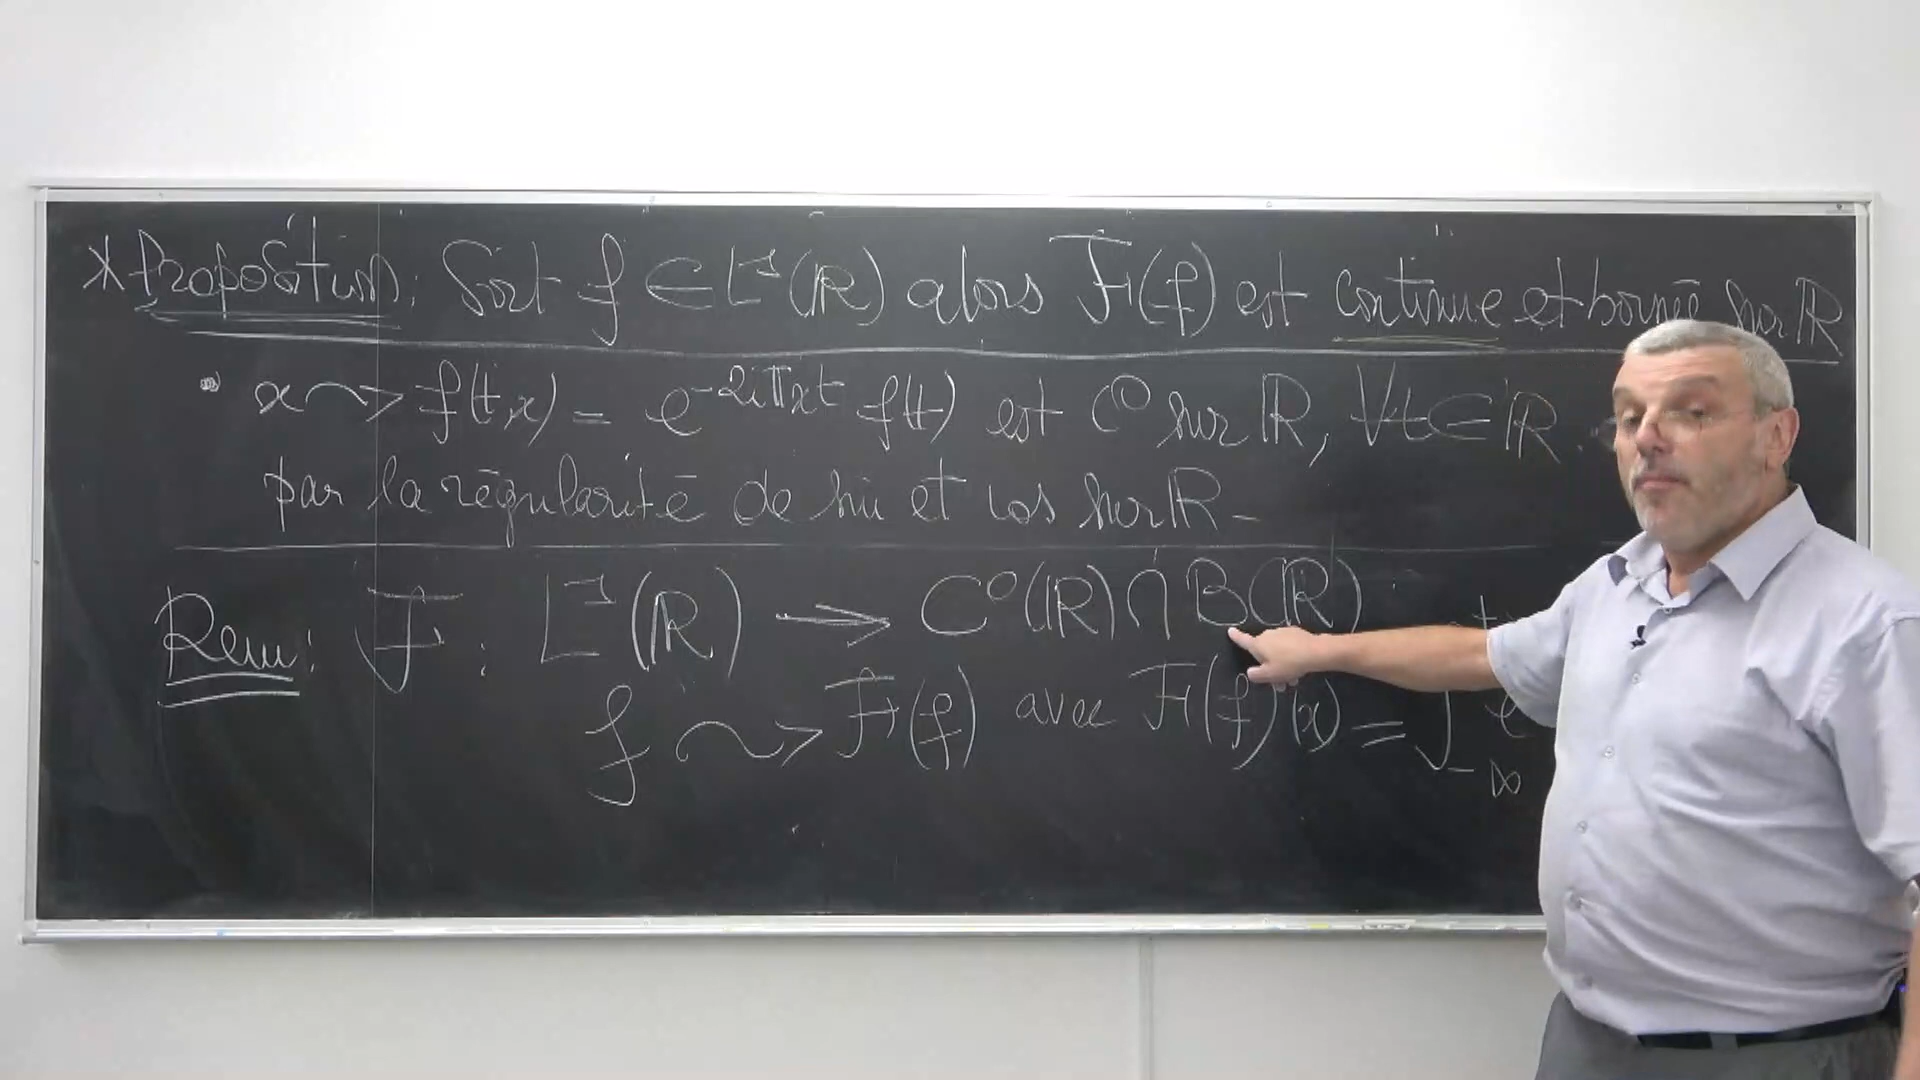 * Proposition : Soit f ∈ L¹(ℝ) alors F(f) est continue et bornée sur ℝ
• x ⤳ f(t,x) = e^{-2iπxt} f(t) est C⁰ sur ℝ, ∀t ∈ ℝ.
par la régularité de sin et cos sur ℝ -
Rem : F : L¹(ℝ) → C⁰(ℝ) ∩ B(ℝ)
f ⤳ F(f) avec F(f)(x) = ∫_{-∞}^{+} e